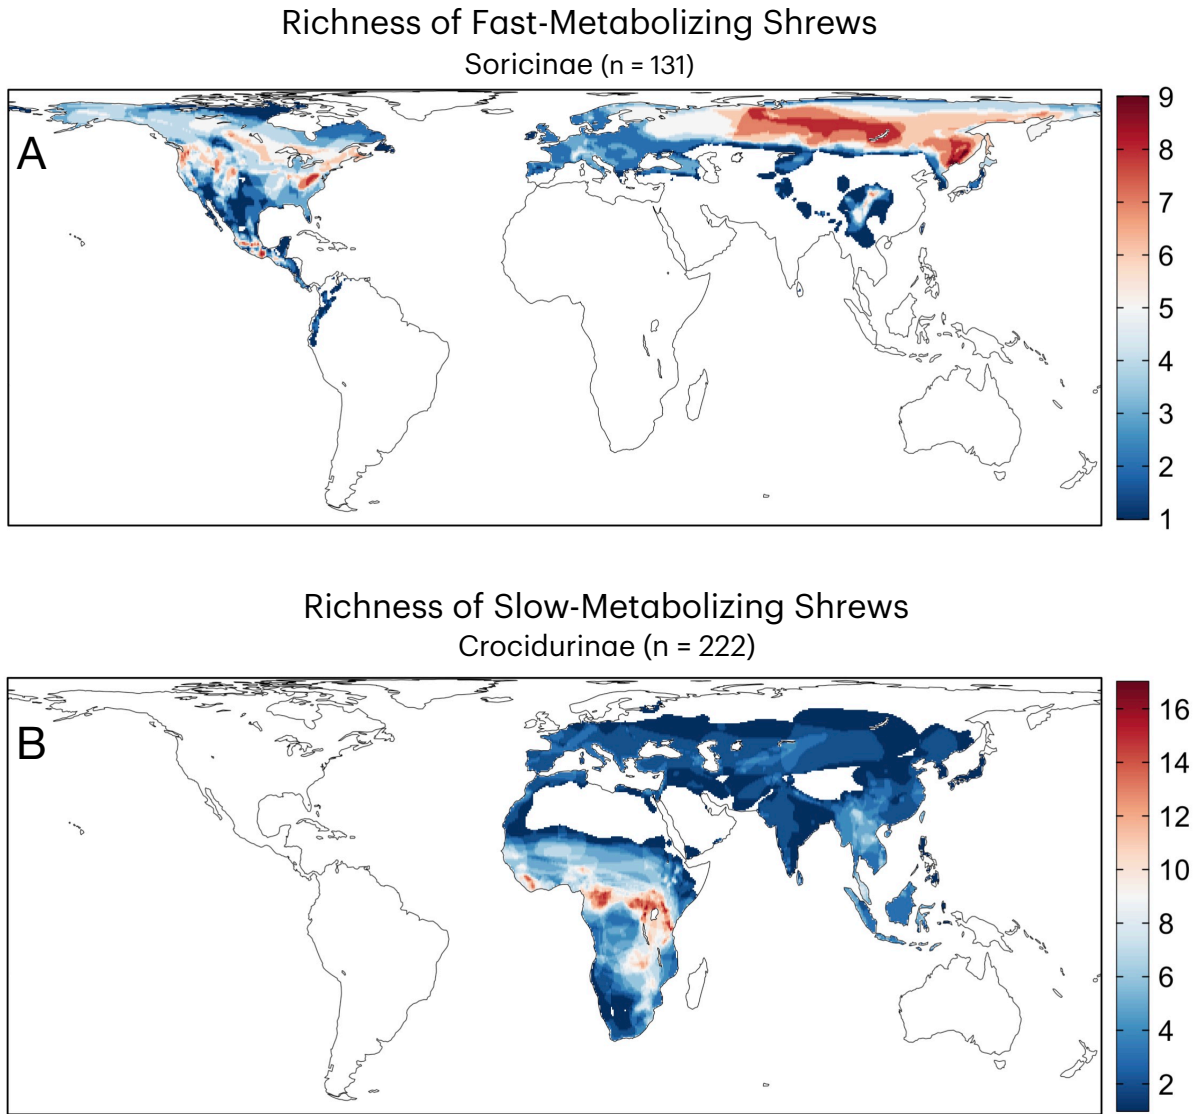 Richness of Fast-Metabolizing Shrews
Soricinae (n = 131)
A
9
8
7
6
5
4
3
2
1
Richness of Slow-Metabolizing Shrews
Crocidurinae (n = 222)
B
16
14
12
10
8
6
4
2